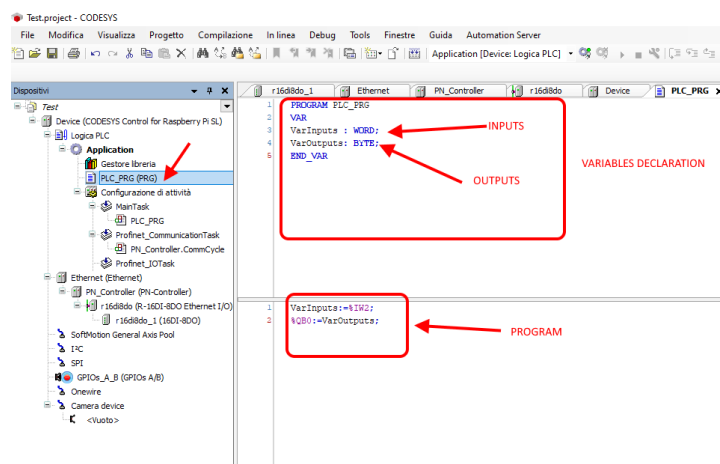 Test.project - CODESYS
File Modifica Visualizza Progetto Compilazione In linea Debug Tools Finestre Guida Automation Server
Application [Device: Logica PLC]
Dispositivi
r16di8do_1 Ethernet PN_Controller r16di8do Device PLC_PRG
Test
Device (CODESYS Control for Raspberry Pi SL)
Logica PLC
Application
Gestore libreria
PLC_PRG (PRG)
Configurazione di attività
MainTask
PLC_PRG
Profinet_CommunicationTask
PN_Controller.CommCycle
Profinet_IOTask
Ethernet (Ethernet)
PN_Controller (PN-Controller)
r16di8do (R-16DI-8DO Ethernet I/O)
r16di8do_1 (16DI-8DO)
SoftMotion General Axis Pool
I²C
SPI
GPIOs_A_B (GPIOs A/B)
Onewire
Camera device
<Vuoto>
1 PROGRAM PLC_PRG
2 VAR
3 VarInputs : WORD;
4 VarOutputs: BYTE;
5 END_VAR
INPUTS
OUTPUTS
VARIABLES DECLARATION
1 VarInputs:=%IW2;
2 %QB0:=VarOutputs;
PROGRAM